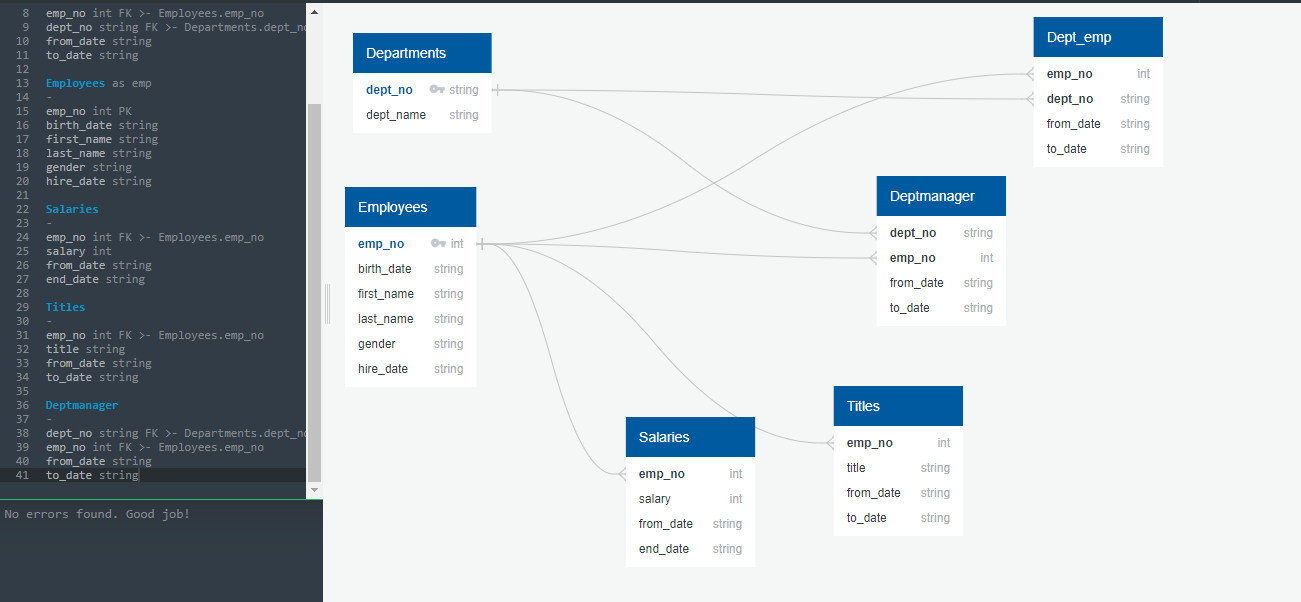 8 emp_no int FK >- Employees.emp_no
9 dept_no string FK >- Departments.dept_no
10 from_date string
11 to_date string
12
13 Employees as emp
14 -
15 emp_no int PK
16 birth_date string
17 first_name string
18 last_name string
19 gender string
20 hire_date string
21
22 Salaries
23 -
24 emp_no int FK >- Employees.emp_no
25 salary int
26 from_date string
27 end_date string
28
29 Titles
30 -
31 emp_no int FK >- Employees.emp_no
32 title string
33 from_date string
34 to_date string
35
36 Deptmanager
37 -
38 dept_no string FK >- Departments.dept_no
39 emp_no int FK >- Employees.emp_no
40 from_date string
41 to_date string
No errors found. Good job!
Departments
dept_no string
dept_name string
Employees
emp_no int
birth_date string
first_name string
last_name string
gender string
hire_date string
Dept_emp
emp_no int
dept_no string
from_date string
to_date string
Deptmanager
dept_no string
emp_no int
from_date string
to_date string
Salaries
emp_no int
salary int
from_date string
end_date string
Titles
emp_no int
title string
from_date string
to_date string